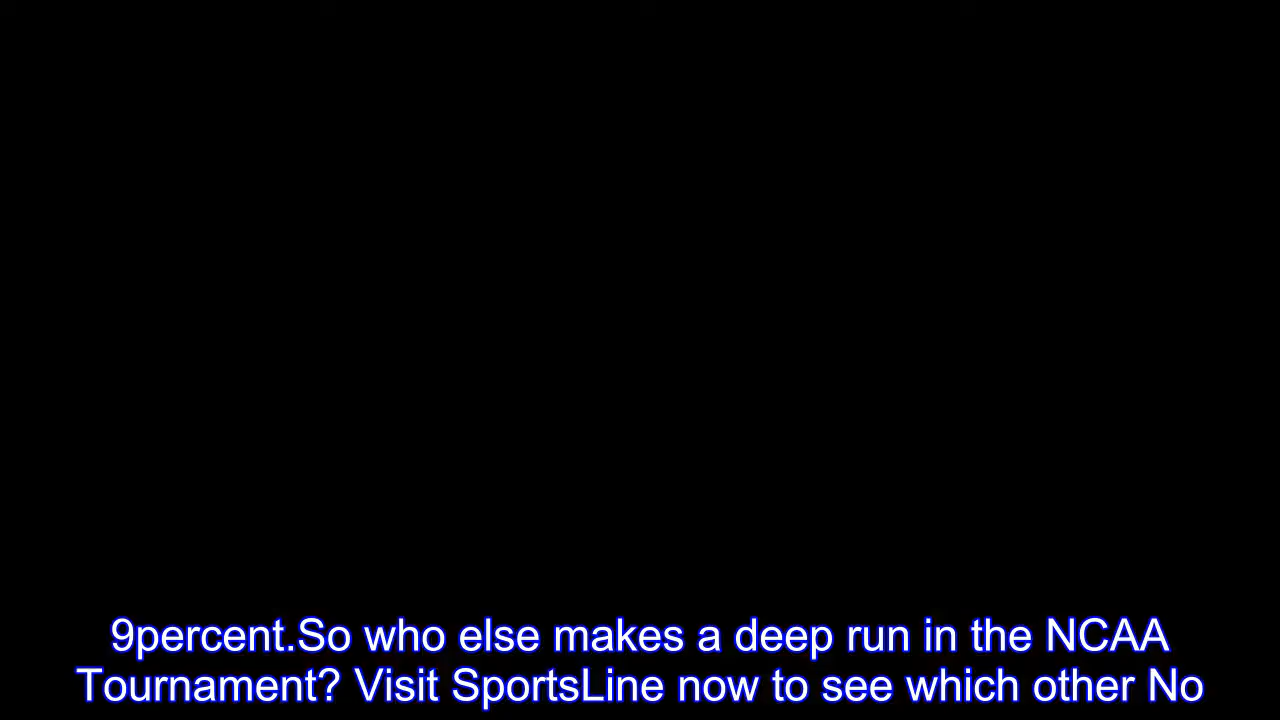 9percent.So who else makes a deep run in the NCAA
Tournament? Visit SportsLine now to see which other No